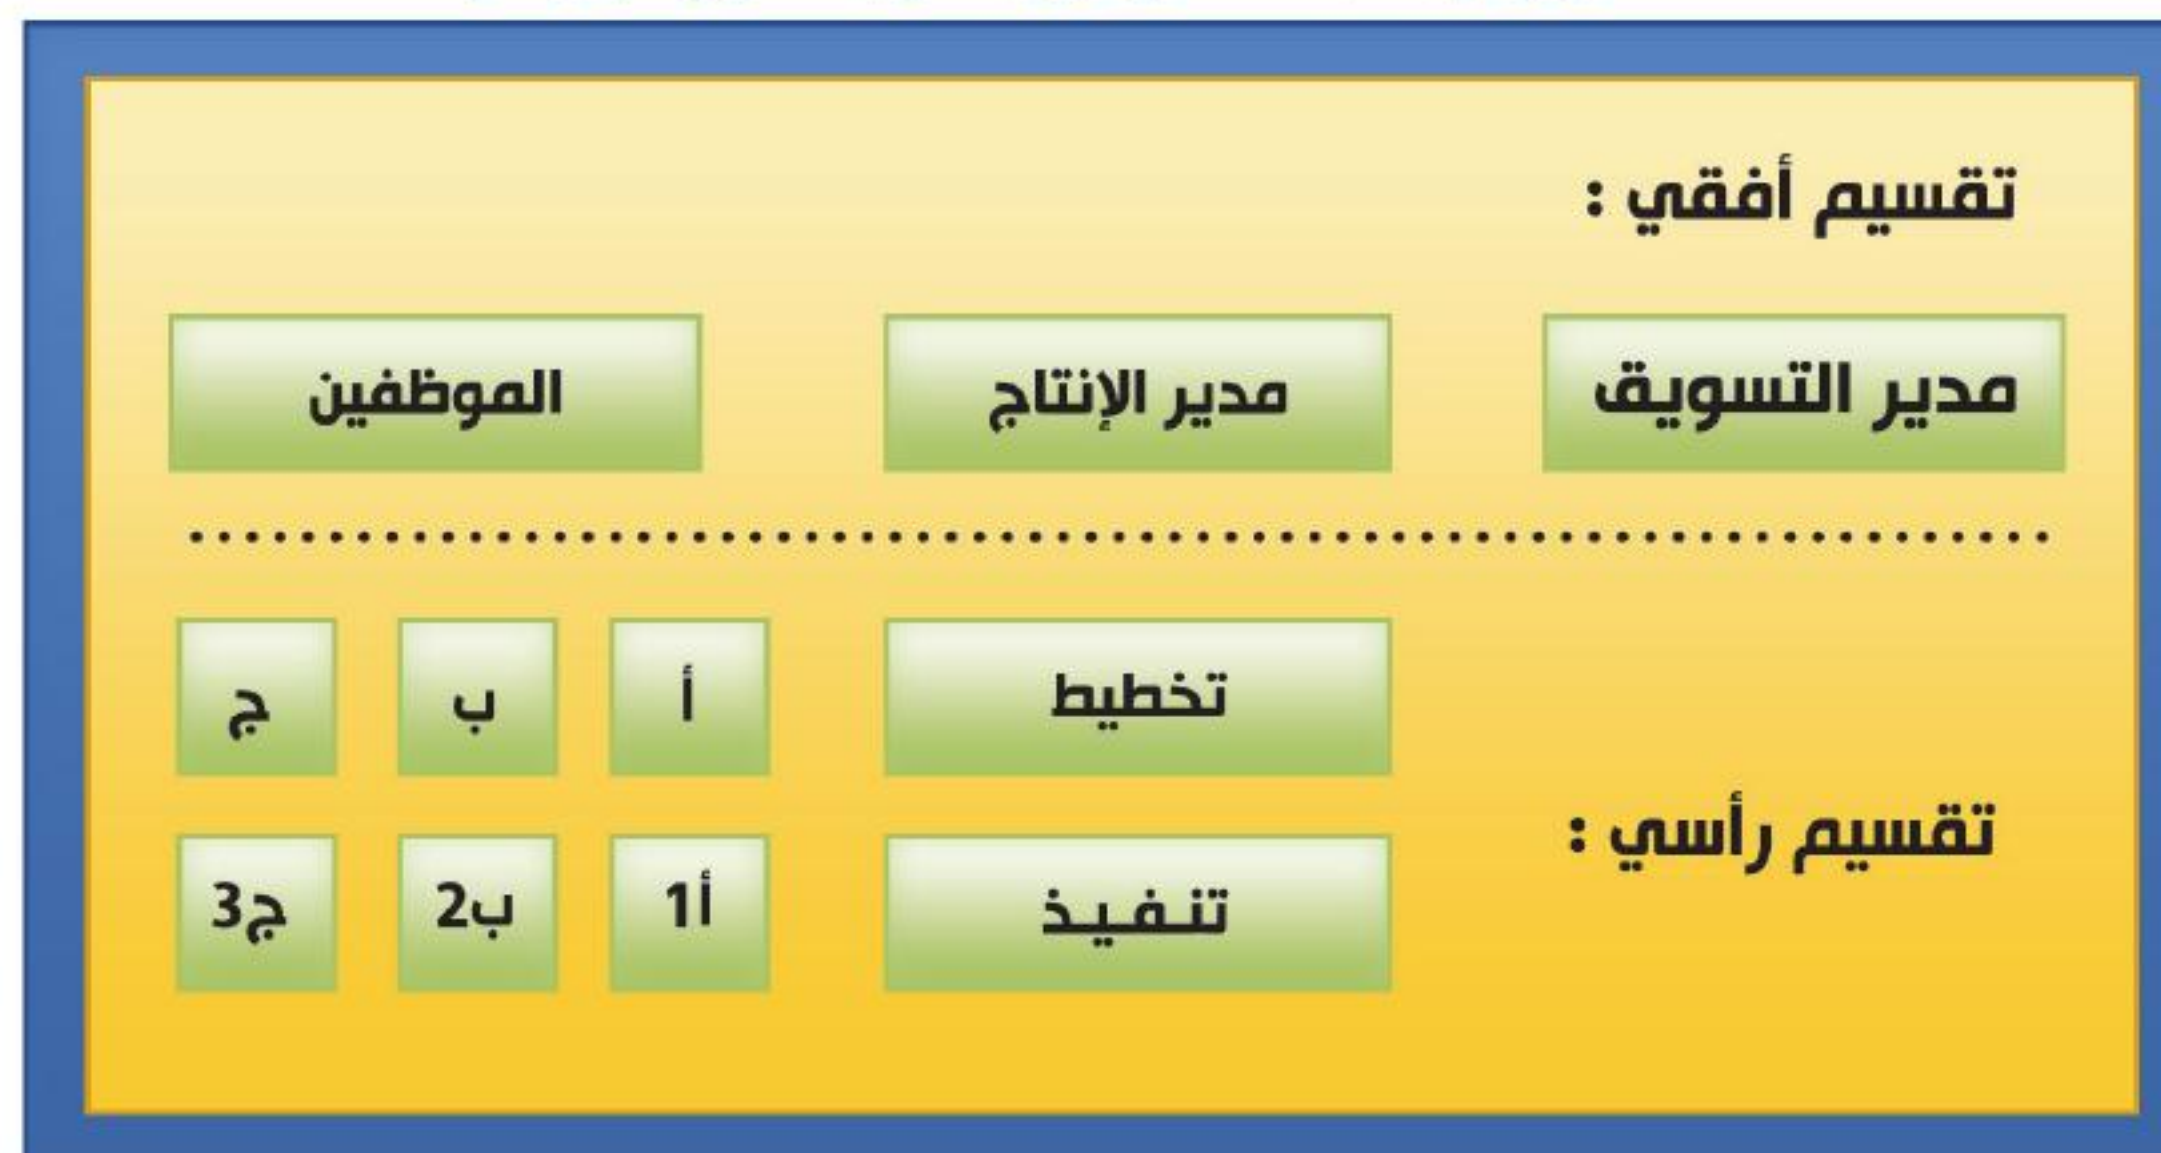 تقسيم أفقي :
مدير التسويق مدير الإنتاج الموظفين
تخطيط أ ب ج
تقسيم رأسي :
تنفيذ أ1 ب2 ج3